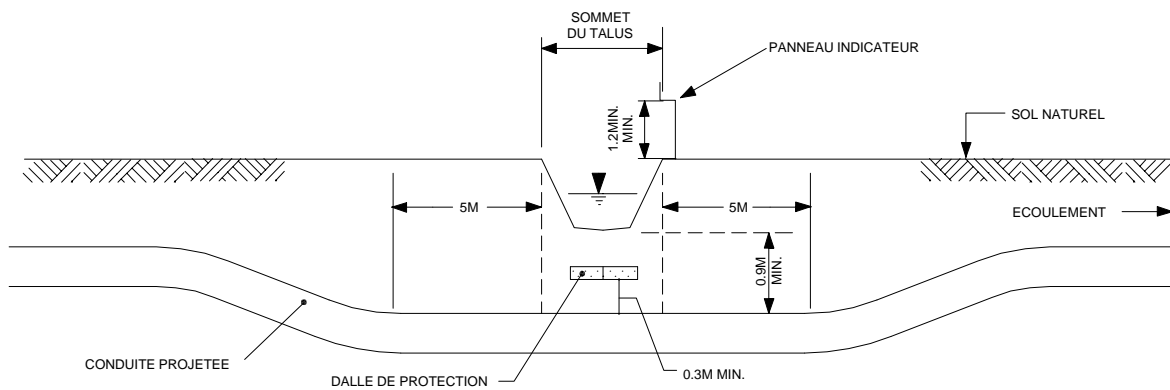 SOMMET
DU TALUS
PANNEAU INDICATEUR
1.2MIN.
MIN.
SOL NATUREL
5M
5M
ECOULEMENT
0.9M
MIN.
CONDUITE PROJETEE
DALLE DE PROTECTION
0.3M MIN.